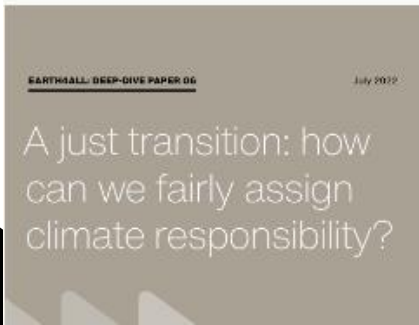 EARTH4ALL: DEEP-DIVE PAPER 06
July 2022
A just transition: how
can we fairly assign
climate responsibility?